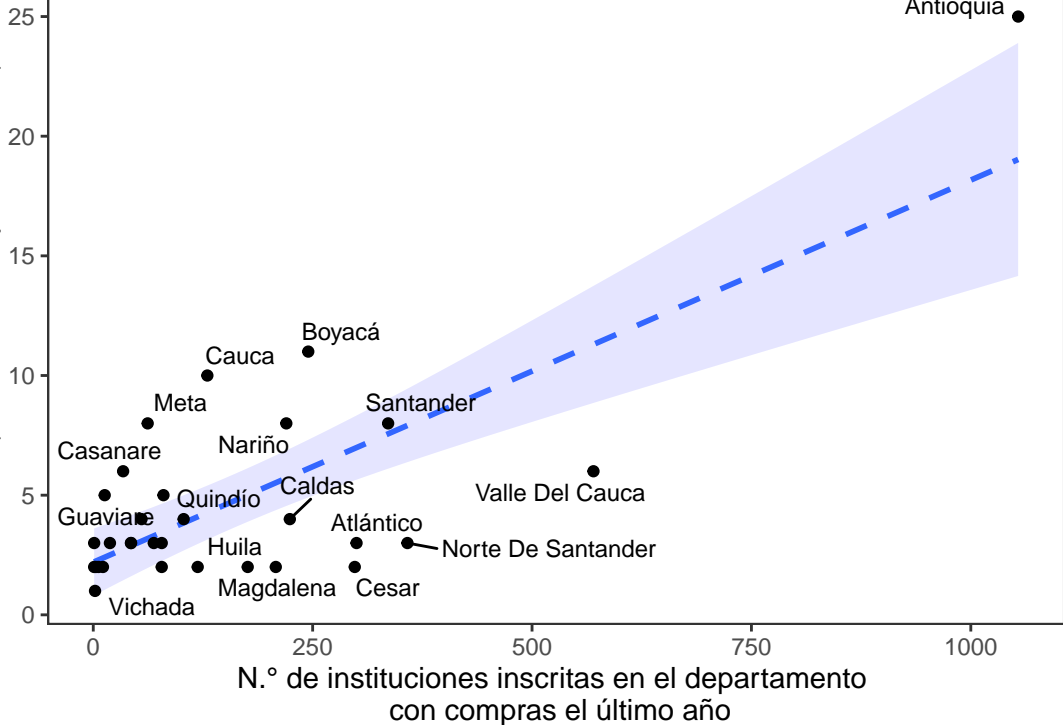 25
Antioquia
20
15
Boyacá
Cauca
10
Meta
Santander
Nariño
Casanare
Caldas
5
Quindío
Valle Del Cauca
Guaviare
Atlántico
Huila
Norte De Santander
Magdalena
Cesar
Vichada
0
0 250 500 750 1000
N.° de instituciones inscritas en el departamento
con compras el último año